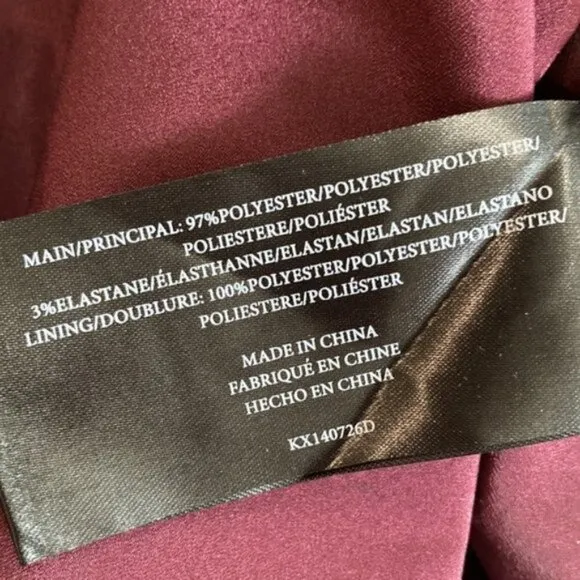 MAIN/PRINCIPAL: 97%POLYESTER/POLYESTER/POLYESTER/
POLIESTERE/POLIÉSTER
3%ELASTANE/ÉLASTHANNE/ELASTAN/ELASTAN/ELASTANO
LINING/DOUBLURE: 100%POLYESTER/POLYESTER/POLYESTER/
POLIESTERE/POLIÉSTER
MADE IN CHINA
FABRIQUÉ EN CHINE
HECHO EN CHINA
KX140726D